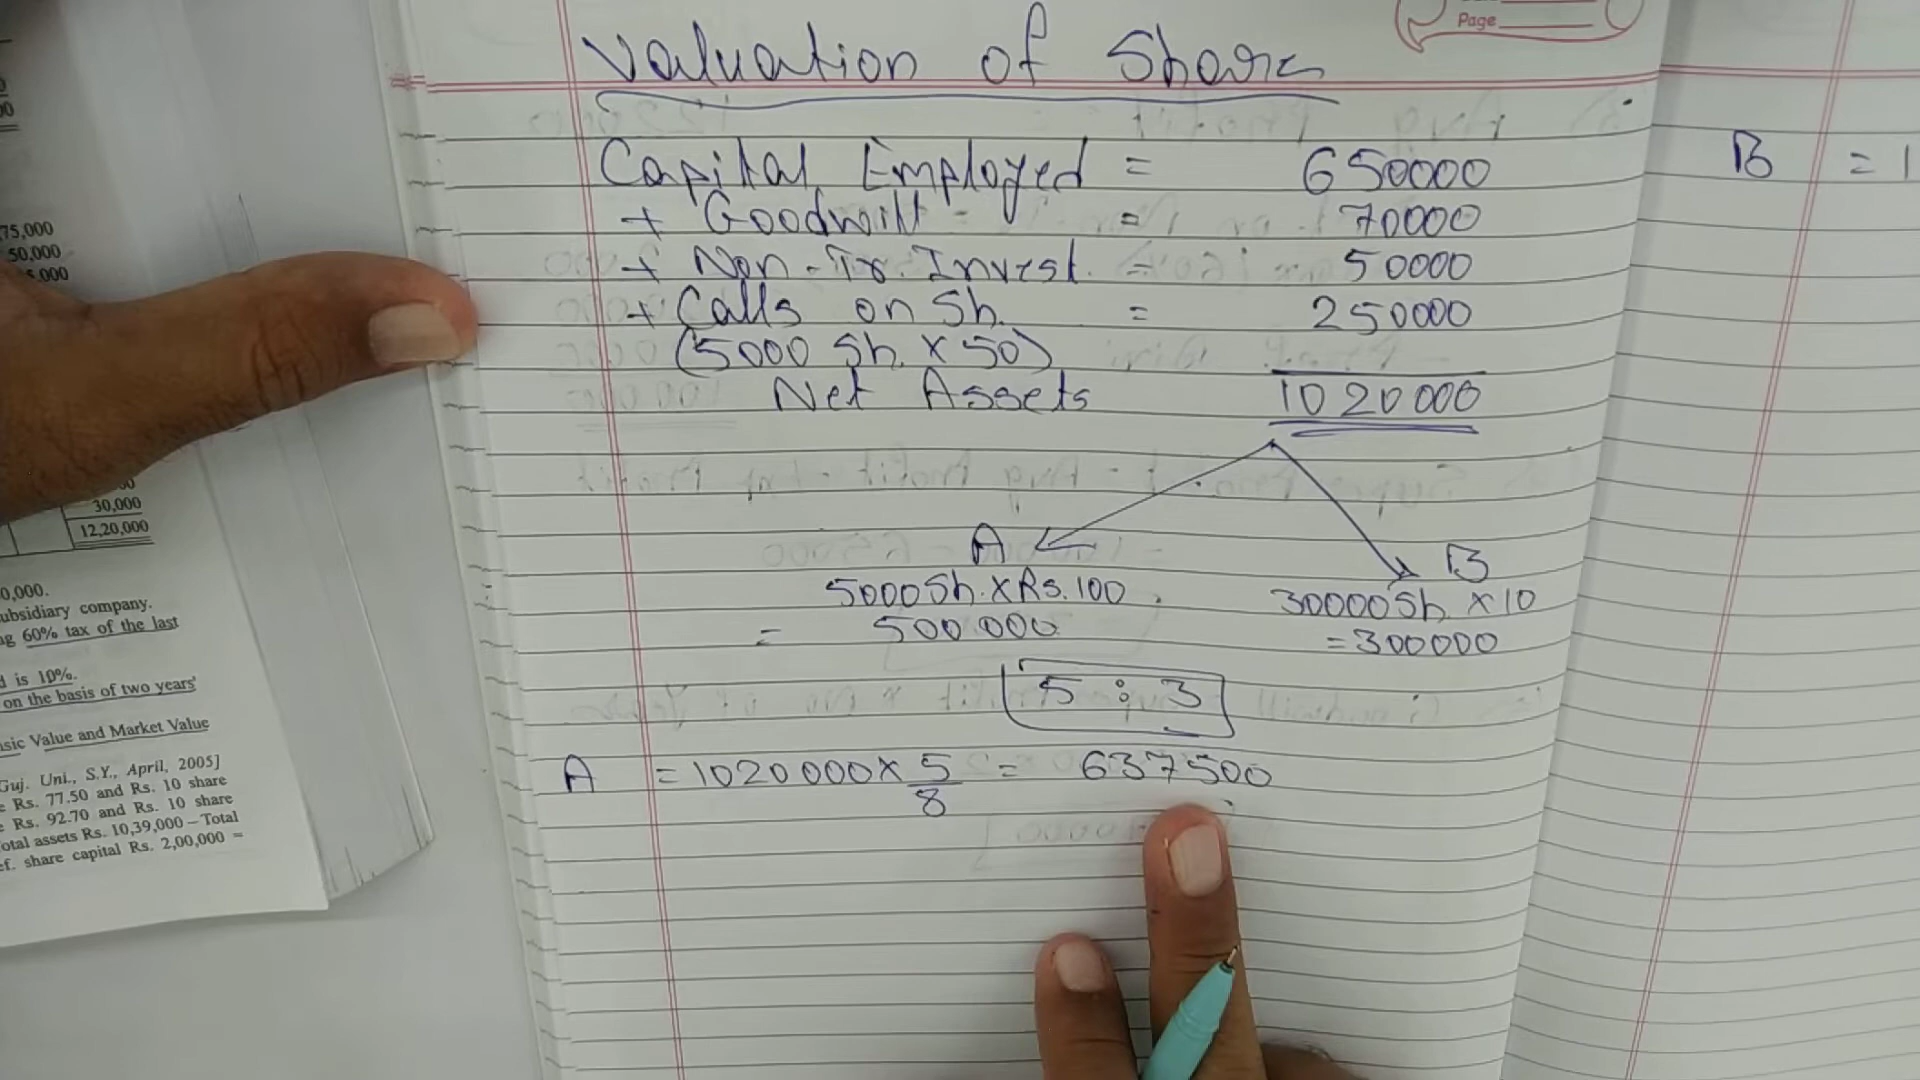 Page
Valuation of Share
Capital Employed = 650000
+ Goodwill = 70000
+ Non-Tr. Invest. = 50000
+ Calls on Sh. = 250000
(5000 Sh. x 50)
Net Assets 1020000
A B
5000 Sh. x Rs. 100 30000 Sh. x 10
= 500000 = 300000
5 : 3
A = 1020000 x 5/8 = 637500
B = 1
75,000
50,000
5,000
30,000
12,20,000
0,000.
ubsidiary company.
g 60% tax of the last
d is 10%.
on the basis of two years'
sic Value and Market Value
Guj. Uni., S.Y., April, 2005]
e Rs. 77.50 and Rs. 10 share
e Rs. 92.70 and Rs. 10 share
otal assets Rs. 10,39,000 – Total
ef. share capital Rs. 2,00,000 =